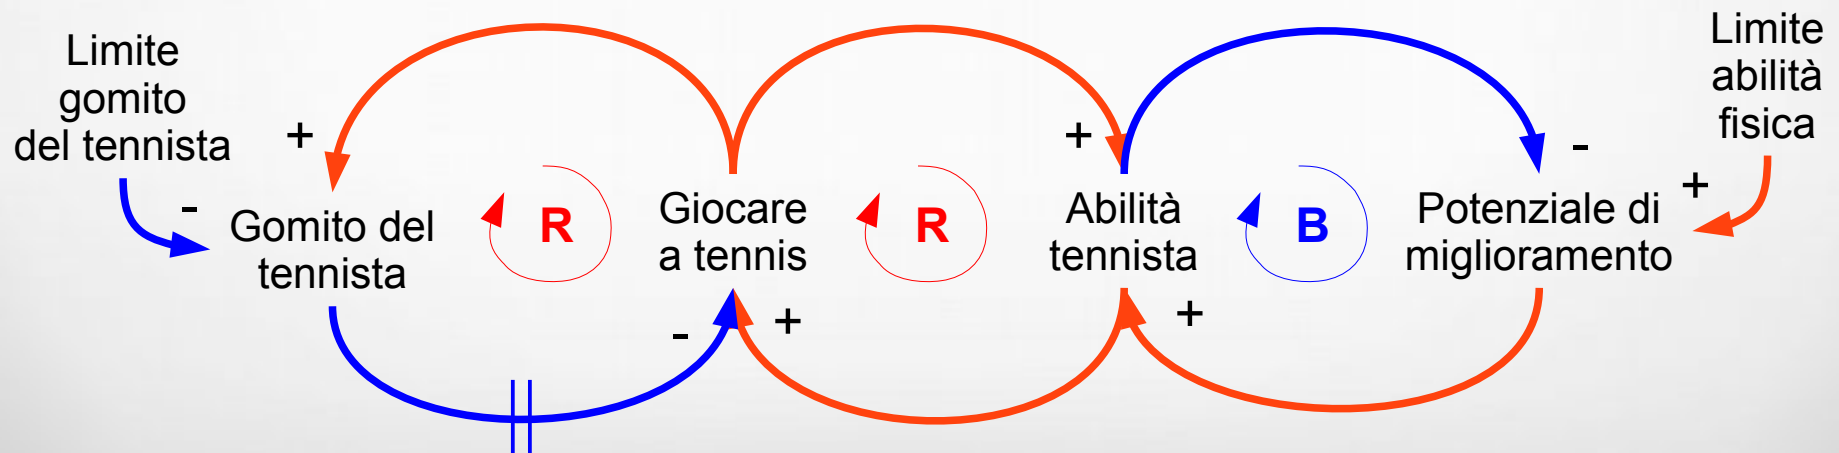 Limite
gomito
del tennista
+
-
Gomito del
tennista
R
Giocare
a tennis
-
+
R
+
Abilità
tennista
+
B
-
Potenziale di
miglioramento
+
Limite
abilità
fisica